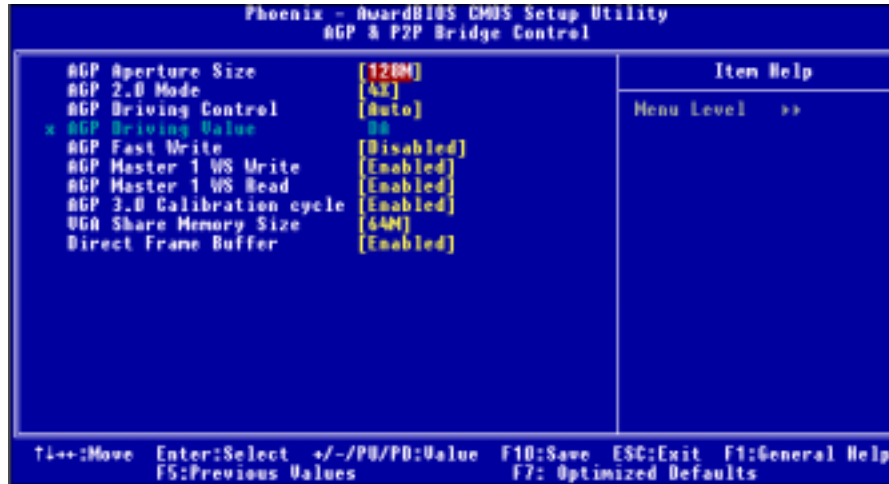 Phoenix - AwardBIOS CMOS Setup Utility
AGP & P2P Bridge Control
AGP Aperture Size [128M]
AGP 2.0 Mode [4X]
AGP Driving Control [Auto]
x AGP Driving Value DA
AGP Fast Write [Disabled]
AGP Master 1 WS Write [Enabled]
AGP Master 1 WS Read [Enabled]
AGP 3.0 Calibration cycle [Enabled]
VGA Share Memory Size [64M]
Direct Frame Buffer [Enabled]
Item Help
Menu Level ▸▸
↑↓→←:Move Enter:Select +/-/PU/PD:Value F10:Save ESC:Exit F1:General Help
F5:Previous Values F7: Optimized Defaults